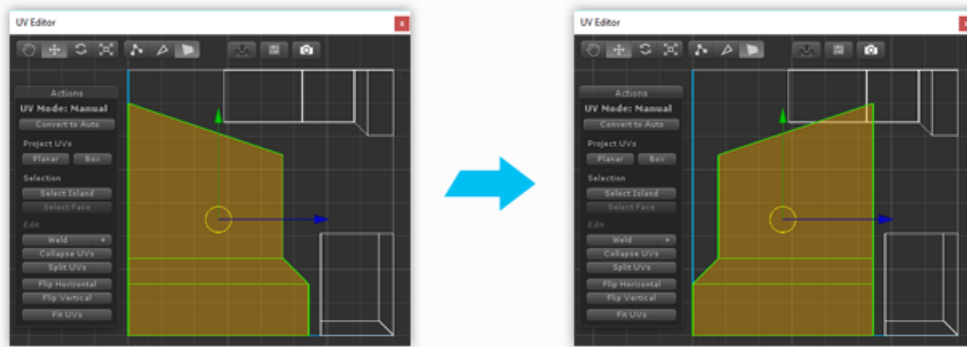 UV Editor
x
Actions
UV Mode: Manual
Convert to Auto
Project UVs
Planar Box
Selection
Select Island
Select Face
Edit
Weld +
Collapse UVs
Split UVs
Flip Horizontal
Flip Vertical
Fit UVs
UV Editor
x
Actions
UV Mode: Manual
Convert to Auto
Project UVs
Planar Box
Selection
Select Island
Select Face
Edit
Weld +
Collapse UVs
Split UVs
Flip Horizontal
Flip Vertical
Fit UVs